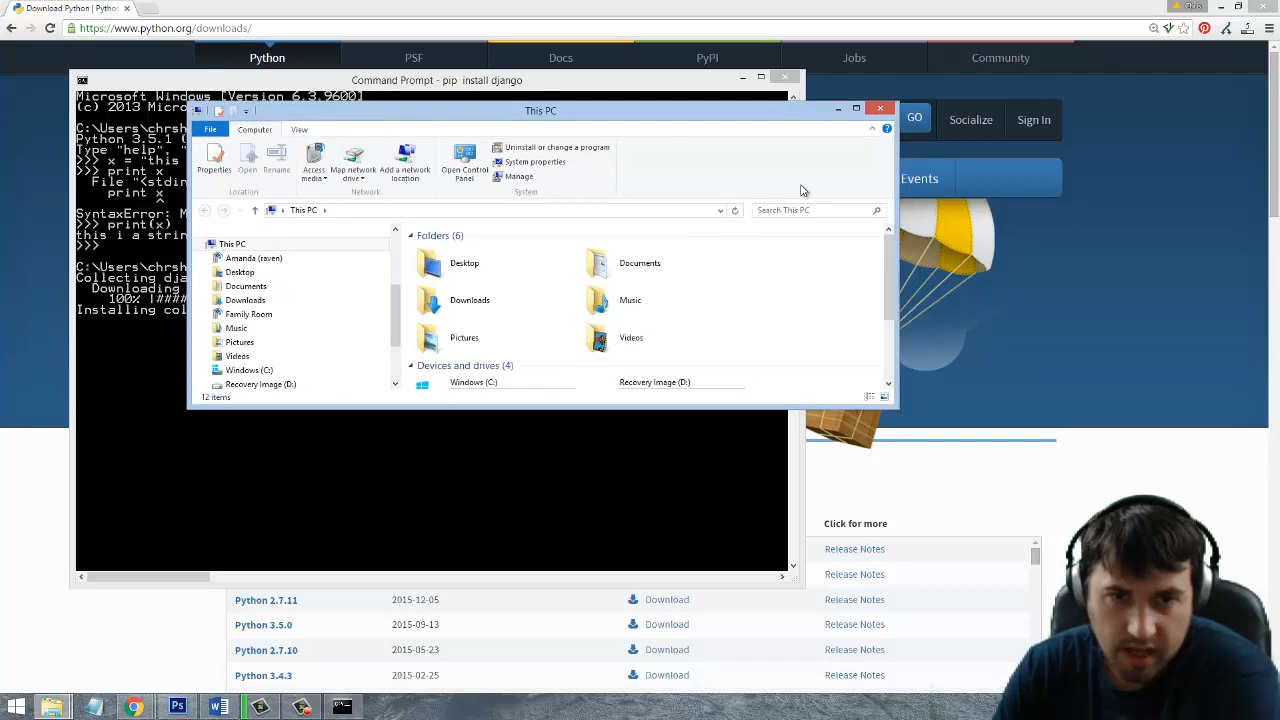 Download Python | Python.
Chris
https://www.python.org/downloads/
Python
PSF
Docs
PyPI
Jobs
Community
GO
Socialize
Sign In
Events
Command Prompt - pip install django
Microsoft Windows [Version 6.3.9600]
(c) 2013 Micro
C:\Users\chrsh
Python 3.5.1 (
Type "help",
>>> x = "this
>>> print x
File "<stdin
print x
^
SyntaxError: M
>>> print(x)
this i a strin
>>>
C:\Users\chrsh
Collecting dja
Downloading
100% |####
Installing col
This PC
File
Computer
View
Properties
Open
Rename
Location
Access media
Map network drive
Add a network location
Network
Open Control Panel
Uninstall or change a program
System properties
Manage
System
This PC
Search This PC
This PC
Amanda (raven)
Desktop
Documents
Downloads
Family Room
Music
Pictures
Videos
Windows (C:)
Recovery Image (D:)
Folders (6)
Desktop
Documents
Downloads
Music
Pictures
Videos
Devices and drives (4)
Windows (C:)
Recovery Image (D:)
12 items
Click for more
Release Notes
Release Notes
Python 2.7.11 2015-12-05 Download Release Notes
Python 3.5.0 2015-09-13 Download Release Notes
Python 2.7.10 2015-05-23 Download Release Notes
Python 3.4.3 2015-02-25 Download Release Notes